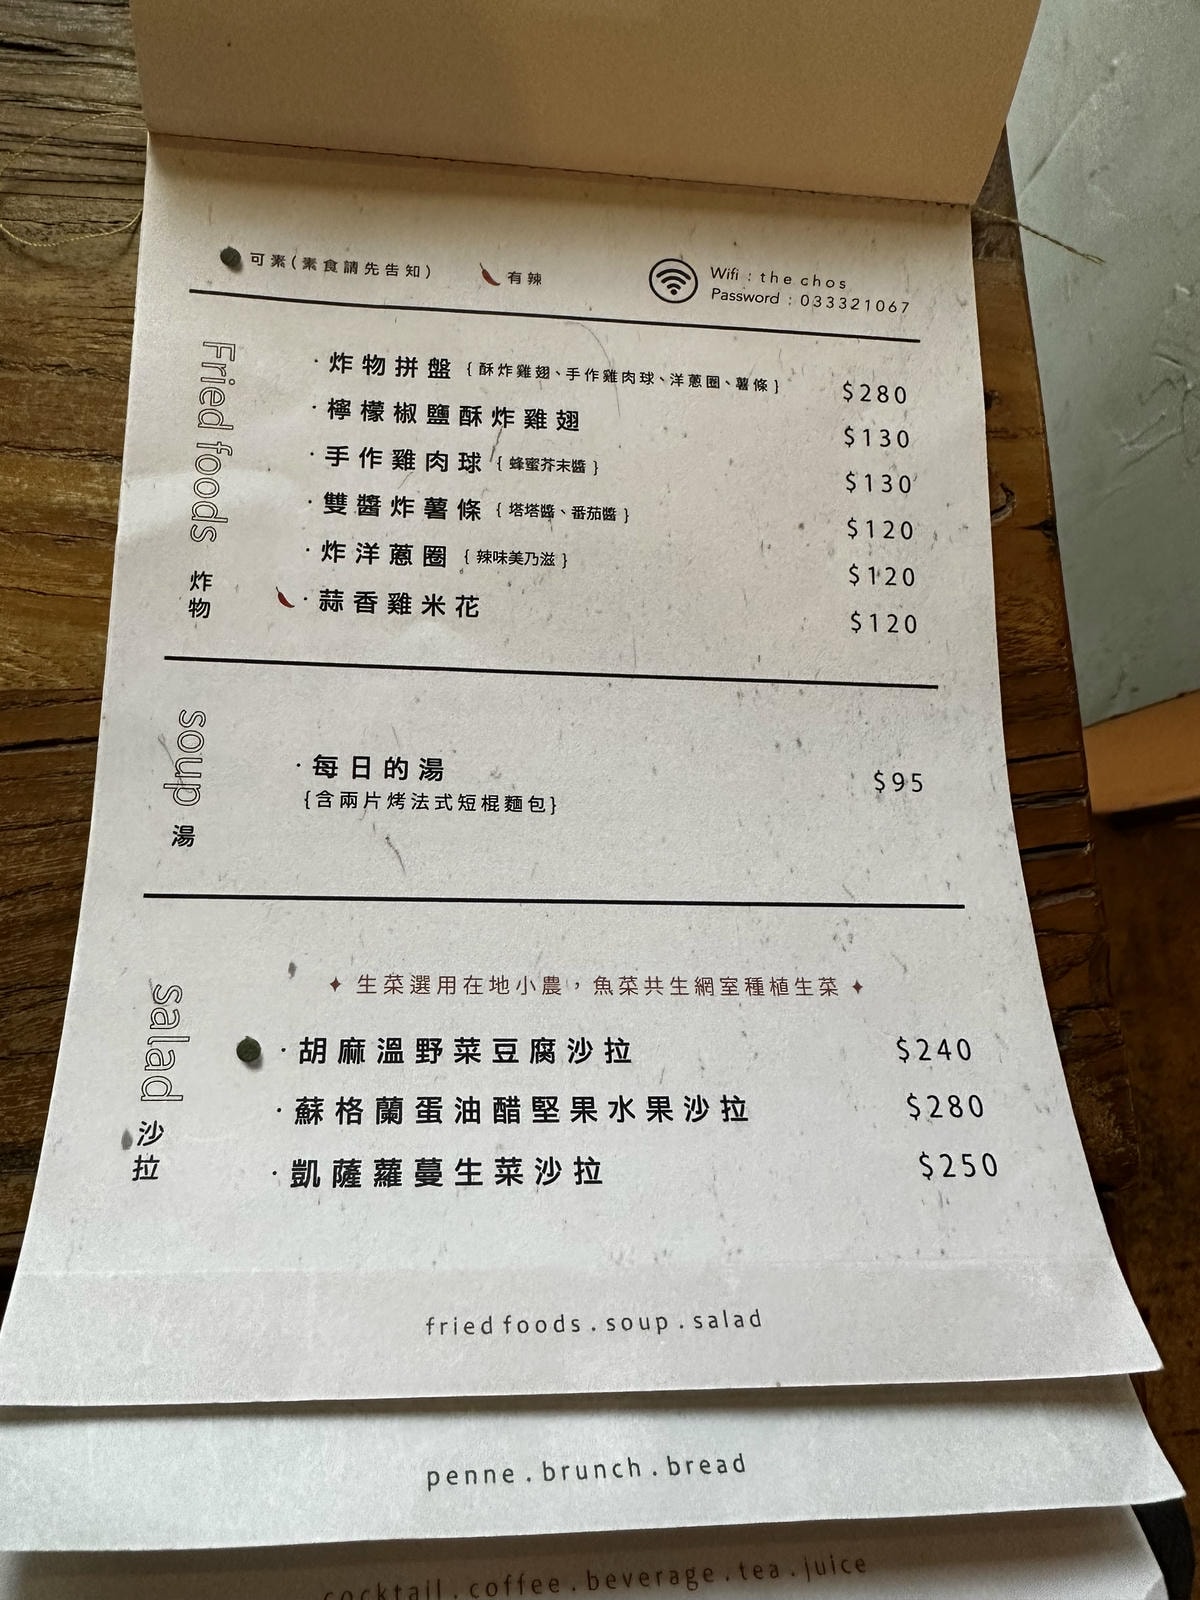 可素(素食請先告知)
有辣
Wifi : the chos
Password : 033321067
Fried foods 炸物
· 炸物拼盤 { 酥炸雞翅、手作雞肉球、洋蔥圈、薯條 } $280
· 檸檬椒鹽酥炸雞翅 $130
· 手作雞肉球 { 蜂蜜芥末醬 } $130
· 雙醬炸薯條 { 塔塔醬、番茄醬 } $120
· 炸洋蔥圈 { 辣味美乃滋 } $120
· 蒜香雞米花 $120
soup 湯
· 每日的湯 $95
{含兩片烤法式短棍麵包}
salad 沙拉
✦ 生菜選用在地小農，魚菜共生網室種植生菜 ✦
· 胡麻溫野菜豆腐沙拉 $240
· 蘇格蘭蛋油醋堅果水果沙拉 $280
· 凱薩蘿蔓生菜沙拉 $250
fried foods . soup . salad
penne . brunch . bread
cocktail . coffee . beverage . tea . juice